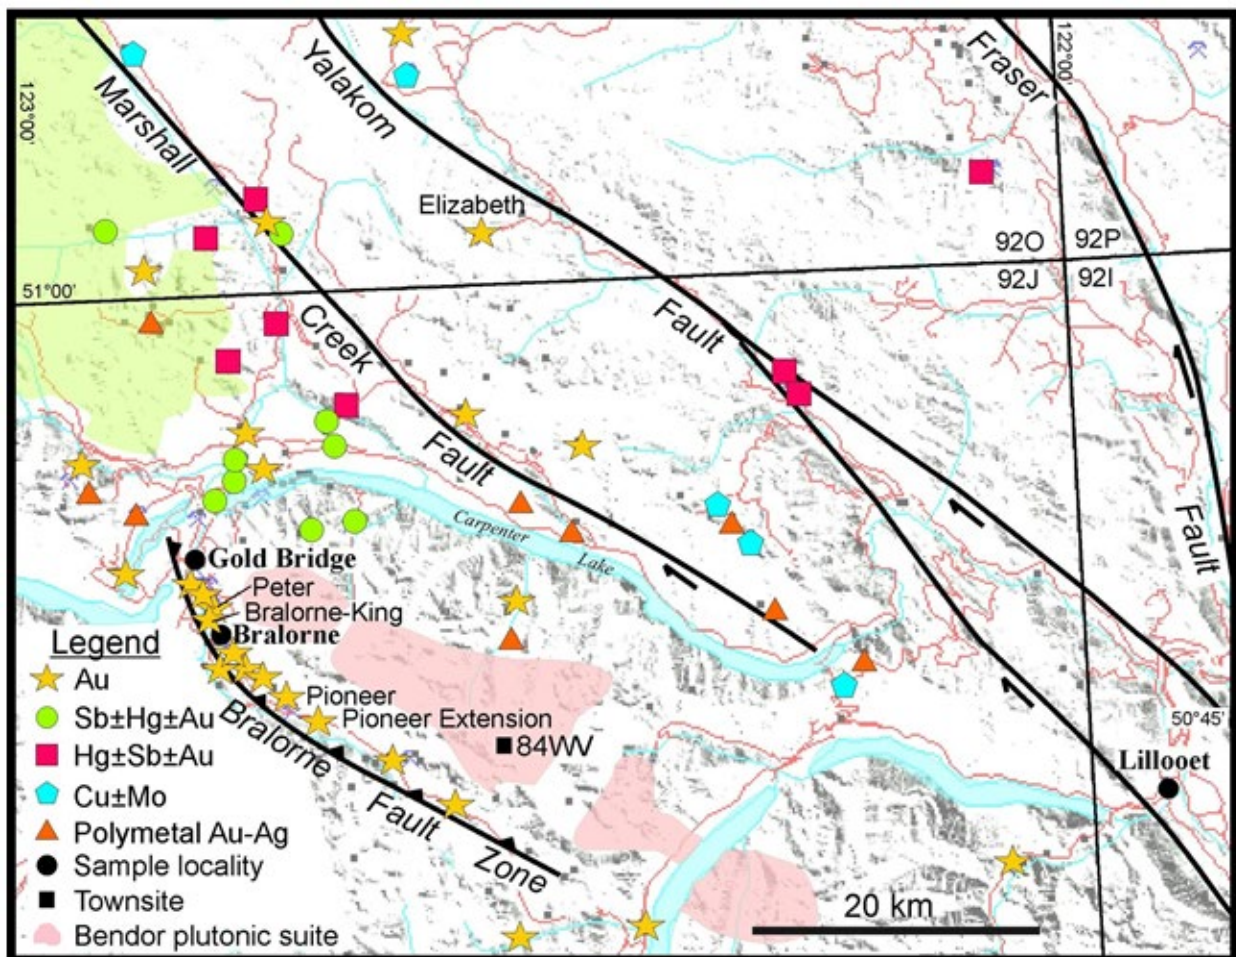 Marshall
Creek
Fault
Yalakom
Fault
Fraser
Fault
122°00'
123°00'
Elizabeth
92O
92P
92J
92I
51°00'
Carpenter
Lake
Gold Bridge
Peter
Bralorne-King
Bralorne
Pioneer
Pioneer Extension
84WV
Bralorne
Fault
Zone
50°45'
Lillooet
20 km
Legend
Au
Sb±Hg±Au
Hg±Sb±Au
Cu±Mo
Polymetal Au-Ag
Sample locality
Townsite
Bendor plutonic suite